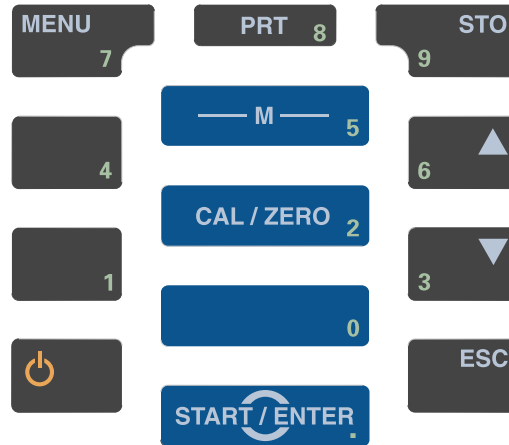 MENU 7
PRT 8
STO 9
4
M 5
6
1
CAL / ZERO 2
3
0
ESC
START / ENTER .